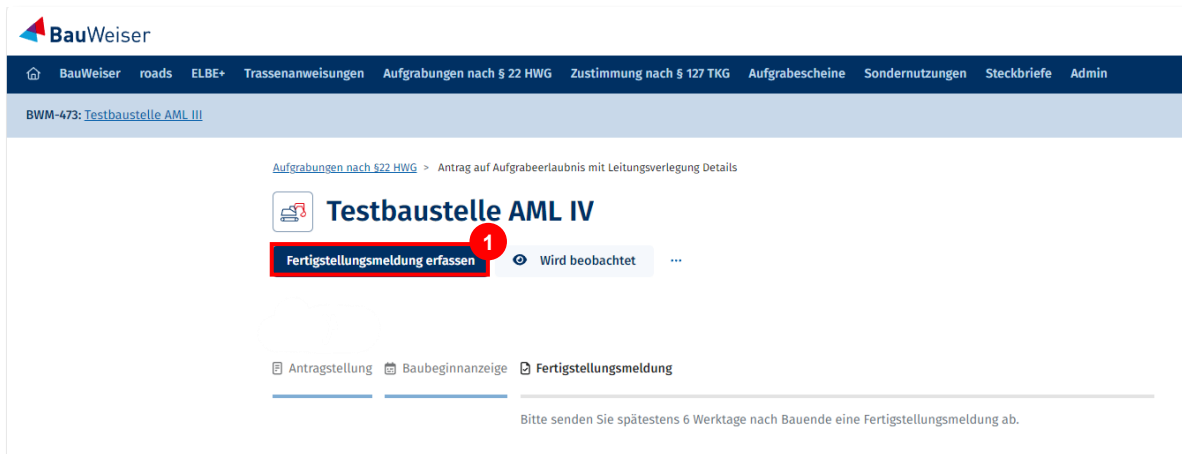 BauWeiser
BauWeiser roads ELBE+ Trassenanweisungen Aufgrabungen nach § 22 HWG Zustimmung nach § 127 TKG Aufgrabescheine Sondernutzungen Steckbriefe Admin
BWM-473: Testbaustelle AML III
Aufgrabungen nach §22 HWG > Antrag auf Aufgrabeerlaubnis mit Leitungsverlegung Details
Testbaustelle AML IV
1
Fertigstellungsmeldung erfassen Wird beobachtet ...
Antragstellung Baubeginnanzeige Fertigstellungsmeldung
Bitte senden Sie spätestens 6 Werktage nach Bauende eine Fertigstellungsmeldung ab.